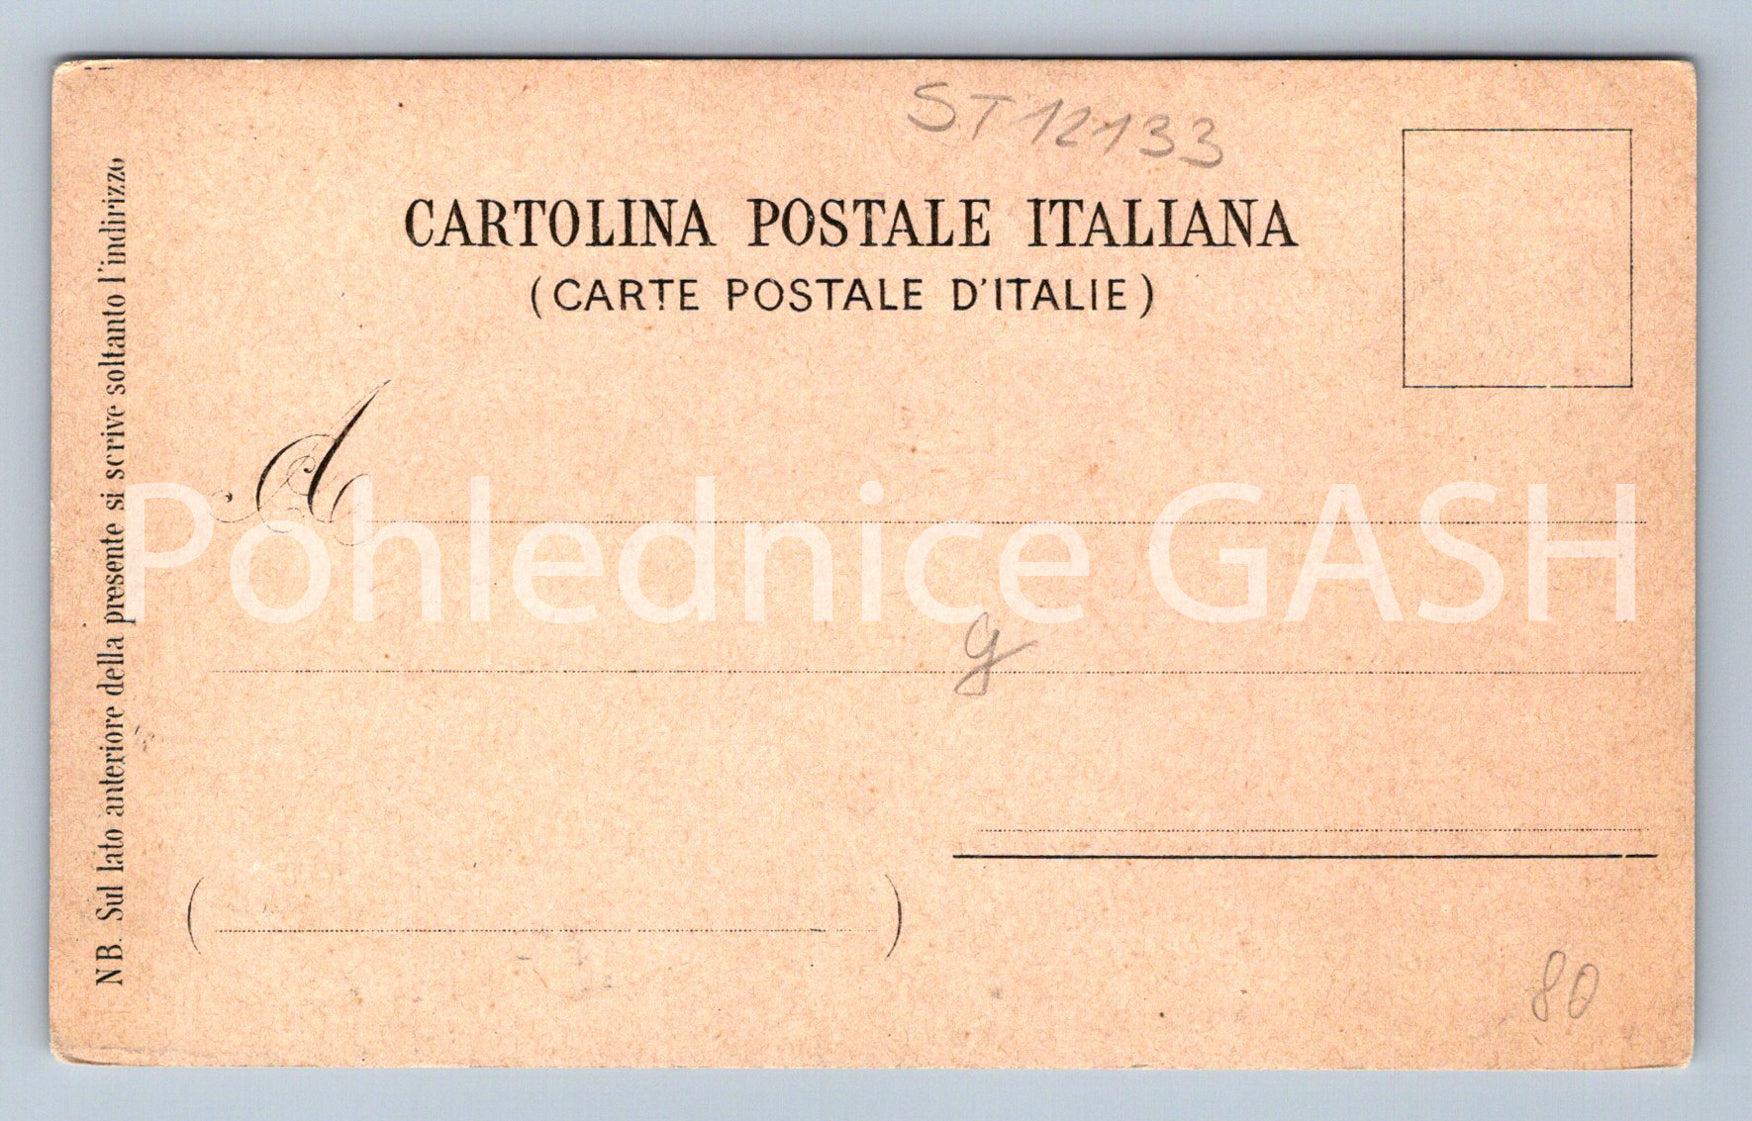 ST 12133
CARTOLINA POSTALE ITALIANA
(CARTE POSTALE D'ITALIE)
A
NB. Sul lato anteriore della presente si scrive soltanto l'indirizzo
Pohlednice GASH
g
( )
80